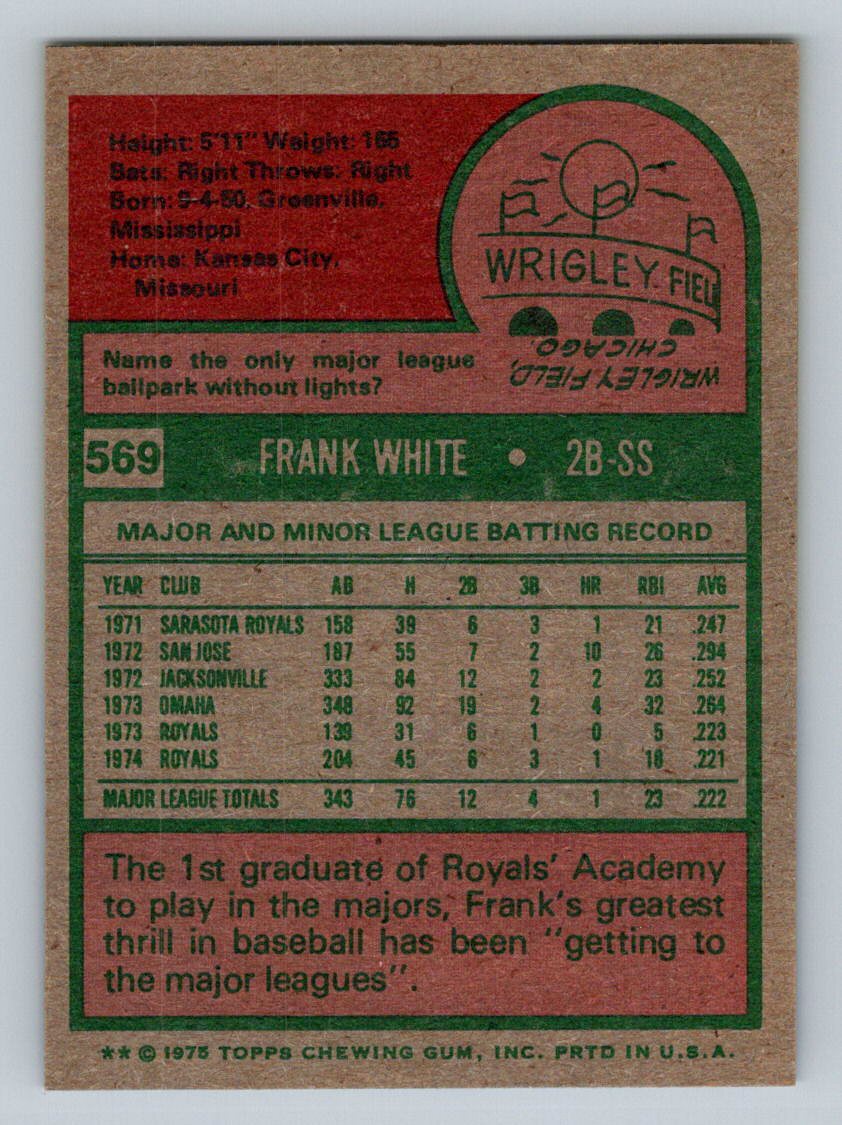 Height: 5'11" Weight: 165
Bats: Right Throws: Right
Born: 9-4-50, Greenville,
Mississippi
Home: Kansas City,
Missouri
WRIGLEY FIEL
Name the only major league
ballpark without lights?
WRIGLEY FIELD,
CHICAGO.
569 FRANK WHITE • 2B-SS
MAJOR AND MINOR LEAGUE BATTING RECORD
YEAR CLUB AB H 2B 3B HR RBI AVG
1971 SARASOTA ROYALS 158 39 6 3 1 21 .247
1972 SAN JOSE 187 55 7 2 10 26 .294
1972 JACKSONVILLE 333 84 12 2 2 23 .252
1973 OMAHA 348 92 19 2 4 32 .264
1973 ROYALS 139 31 6 1 0 5 .223
1974 ROYALS 204 45 6 3 1 18 .221
MAJOR LEAGUE TOTALS 343 76 12 4 1 23 .222
The 1st graduate of Royals' Academy
to play in the majors, Frank's greatest
thrill in baseball has been "getting to
the major leagues".
** © 1975 TOPPS CHEWING GUM, INC. PRTD IN U.S.A.